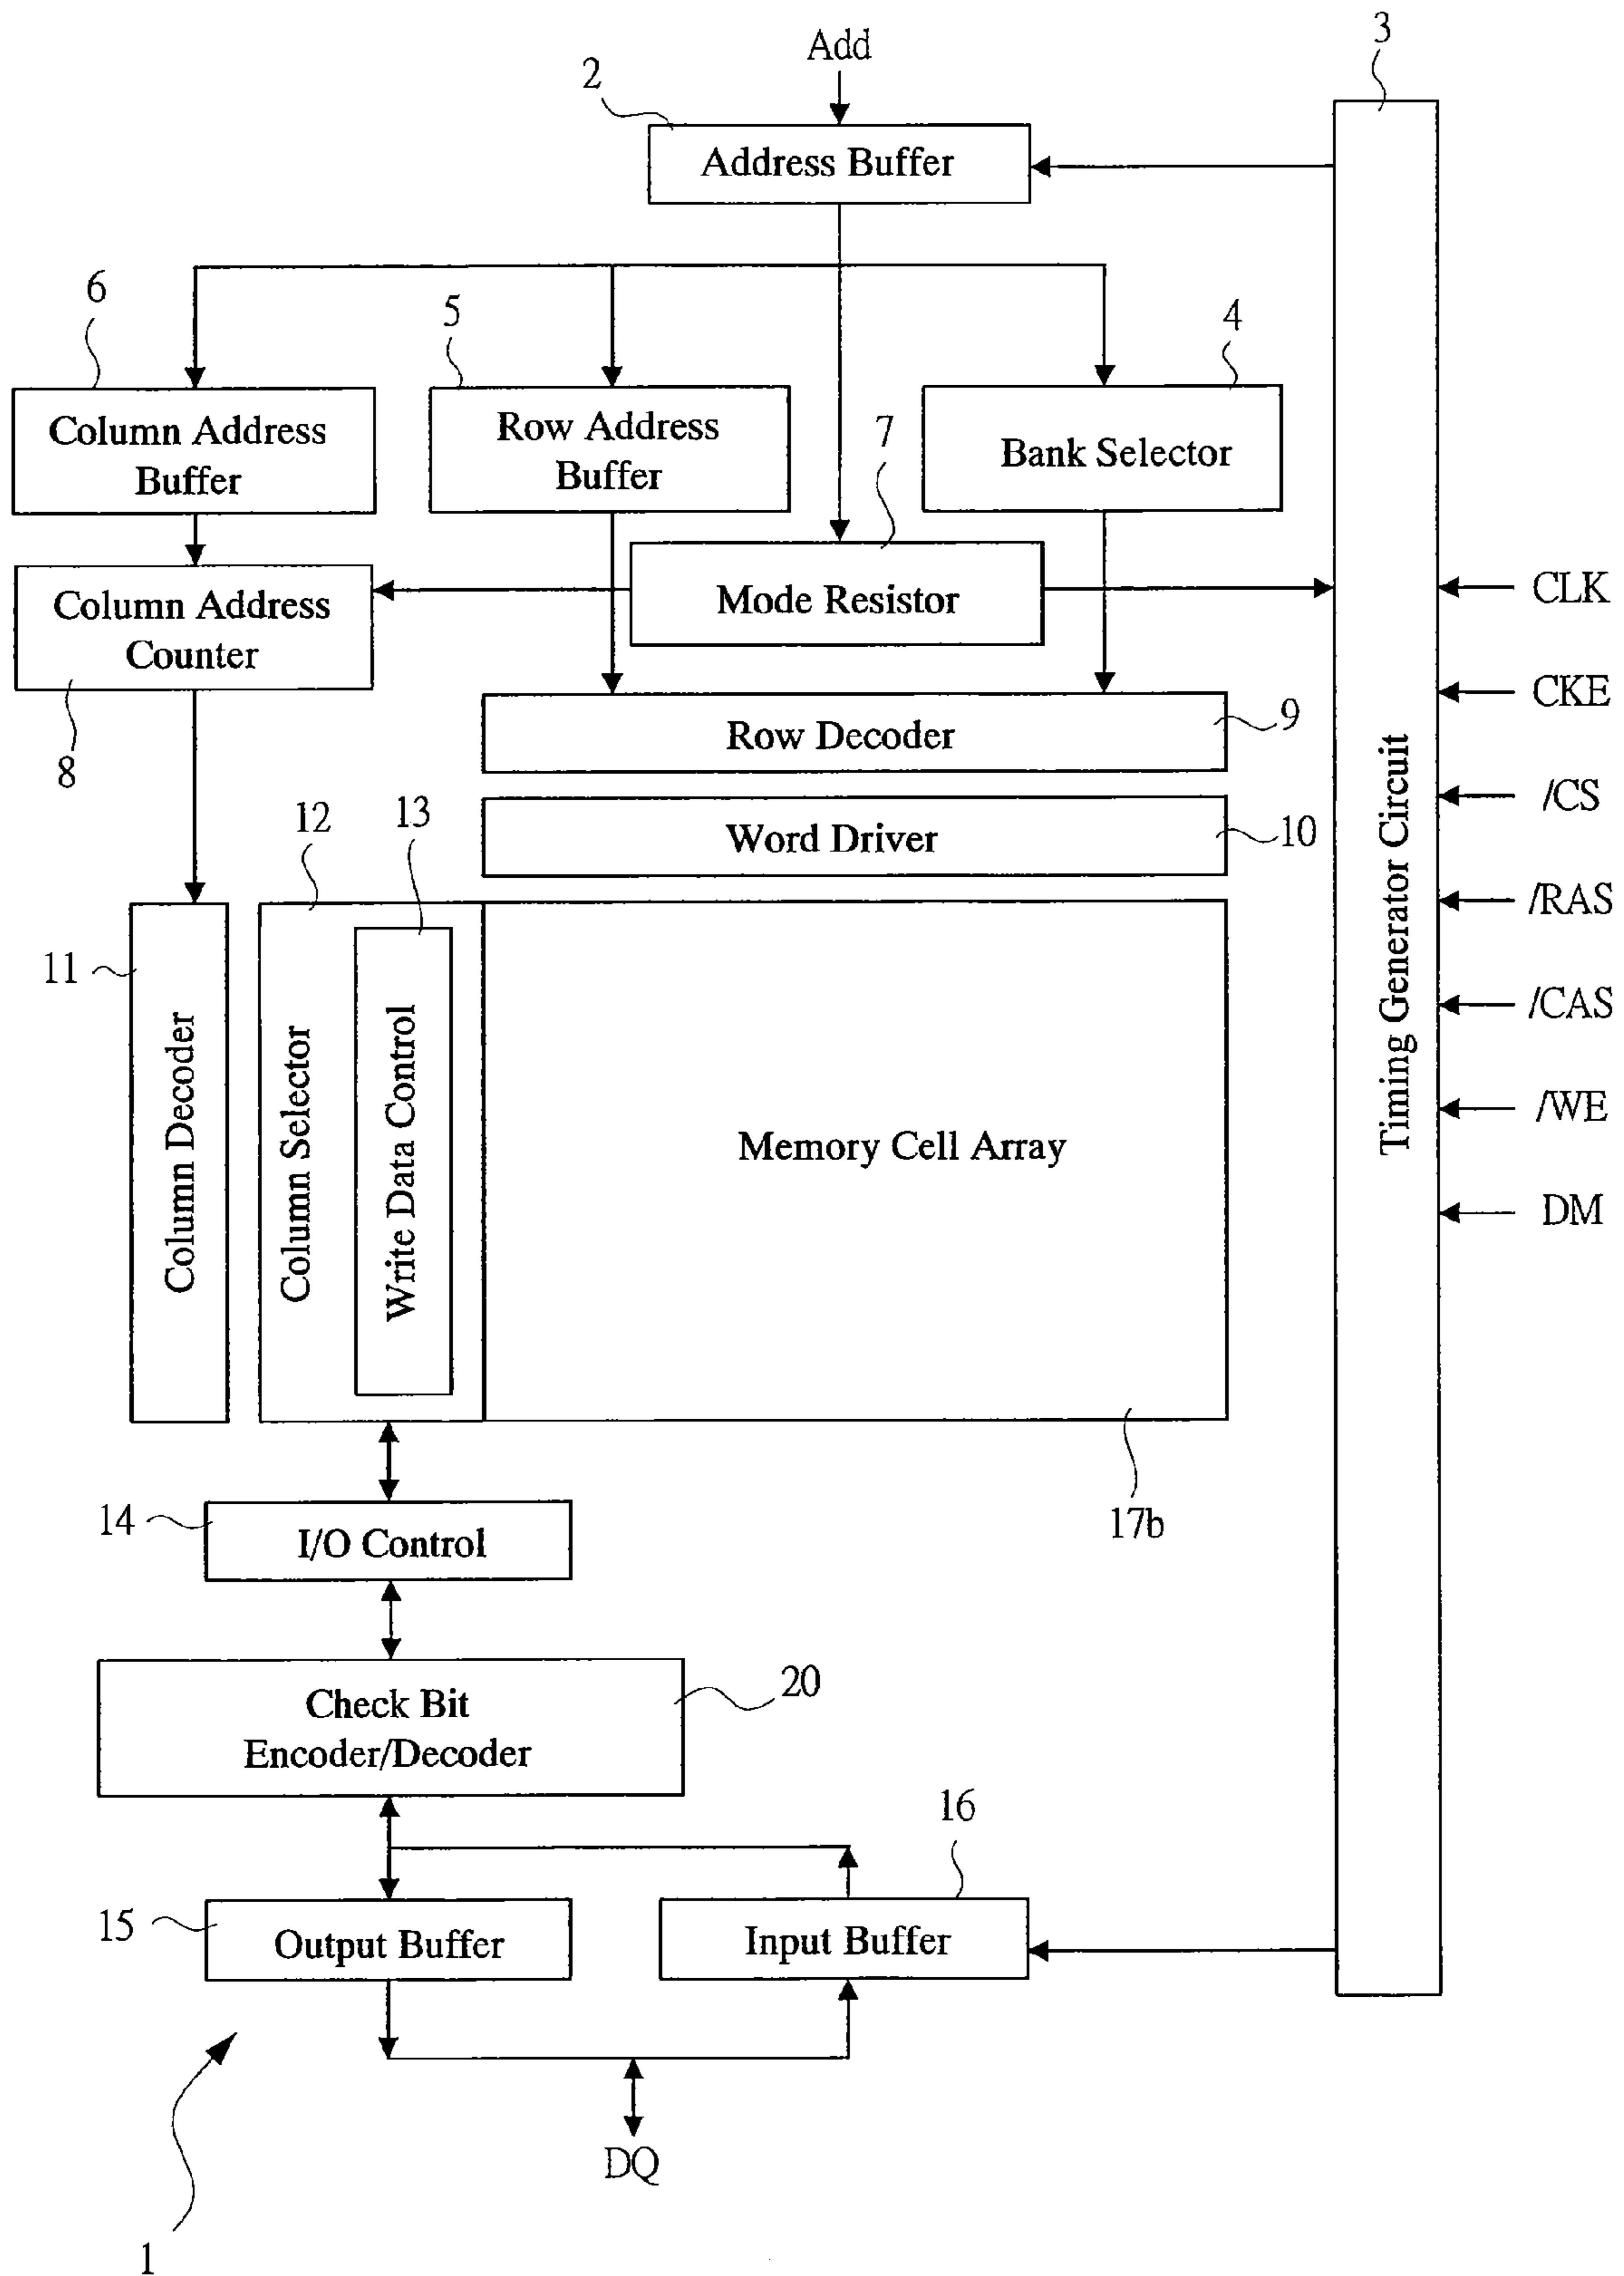 Add
3
2
Address Buffer
6
5
4
Column Address
Buffer
Row Address
Buffer
7
Bank Selector
Mode Resistor
CLK
Column Address
Counter
CKE
8
Row Decoder
9
/CS
12
13
Word Driver
10
Timing Generator Circuit
/RAS
11
Column Decoder
Column Selector
Write Data Control
Memory Cell Array
/CAS
/WE
DM
17b
14
I/O Control
20
Check Bit
Encoder/Decoder
16
15
Output Buffer
Input Buffer
DQ
1